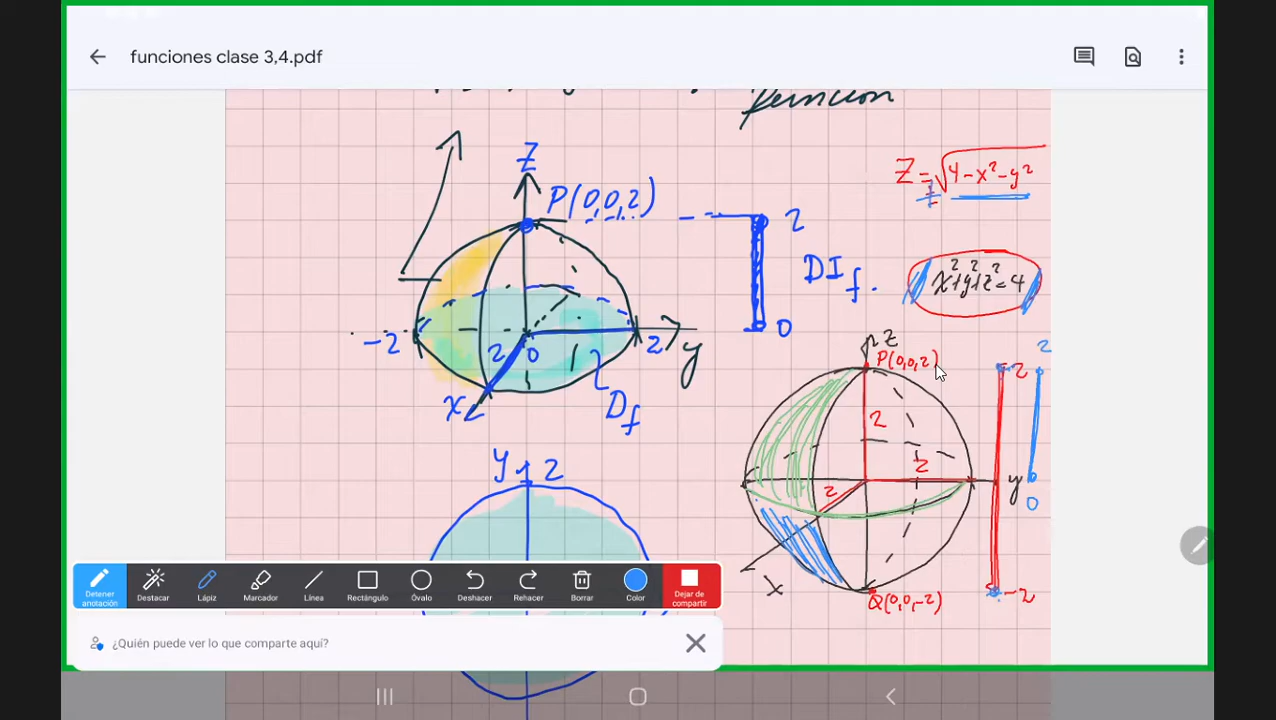 funciones clase 3,4.pdf
función
Z
P(0,0,2)
2
DI f.
0
-2
2
0
2
y
x
Df
Z = ± √4-x²-y²
x²+y²+z²=4
z
P(0,0,2)
2
2
2
2
2
y
0
x
Q(0,0,-2)
-2
y 2
Detener anotación
Destacar
Lápiz
Marcador
Línea
Rectángulo
Óvalo
Deshacer
Rehacer
Borrar
Color
Dejar de compartir
¿Quién puede ver lo que comparte aquí?